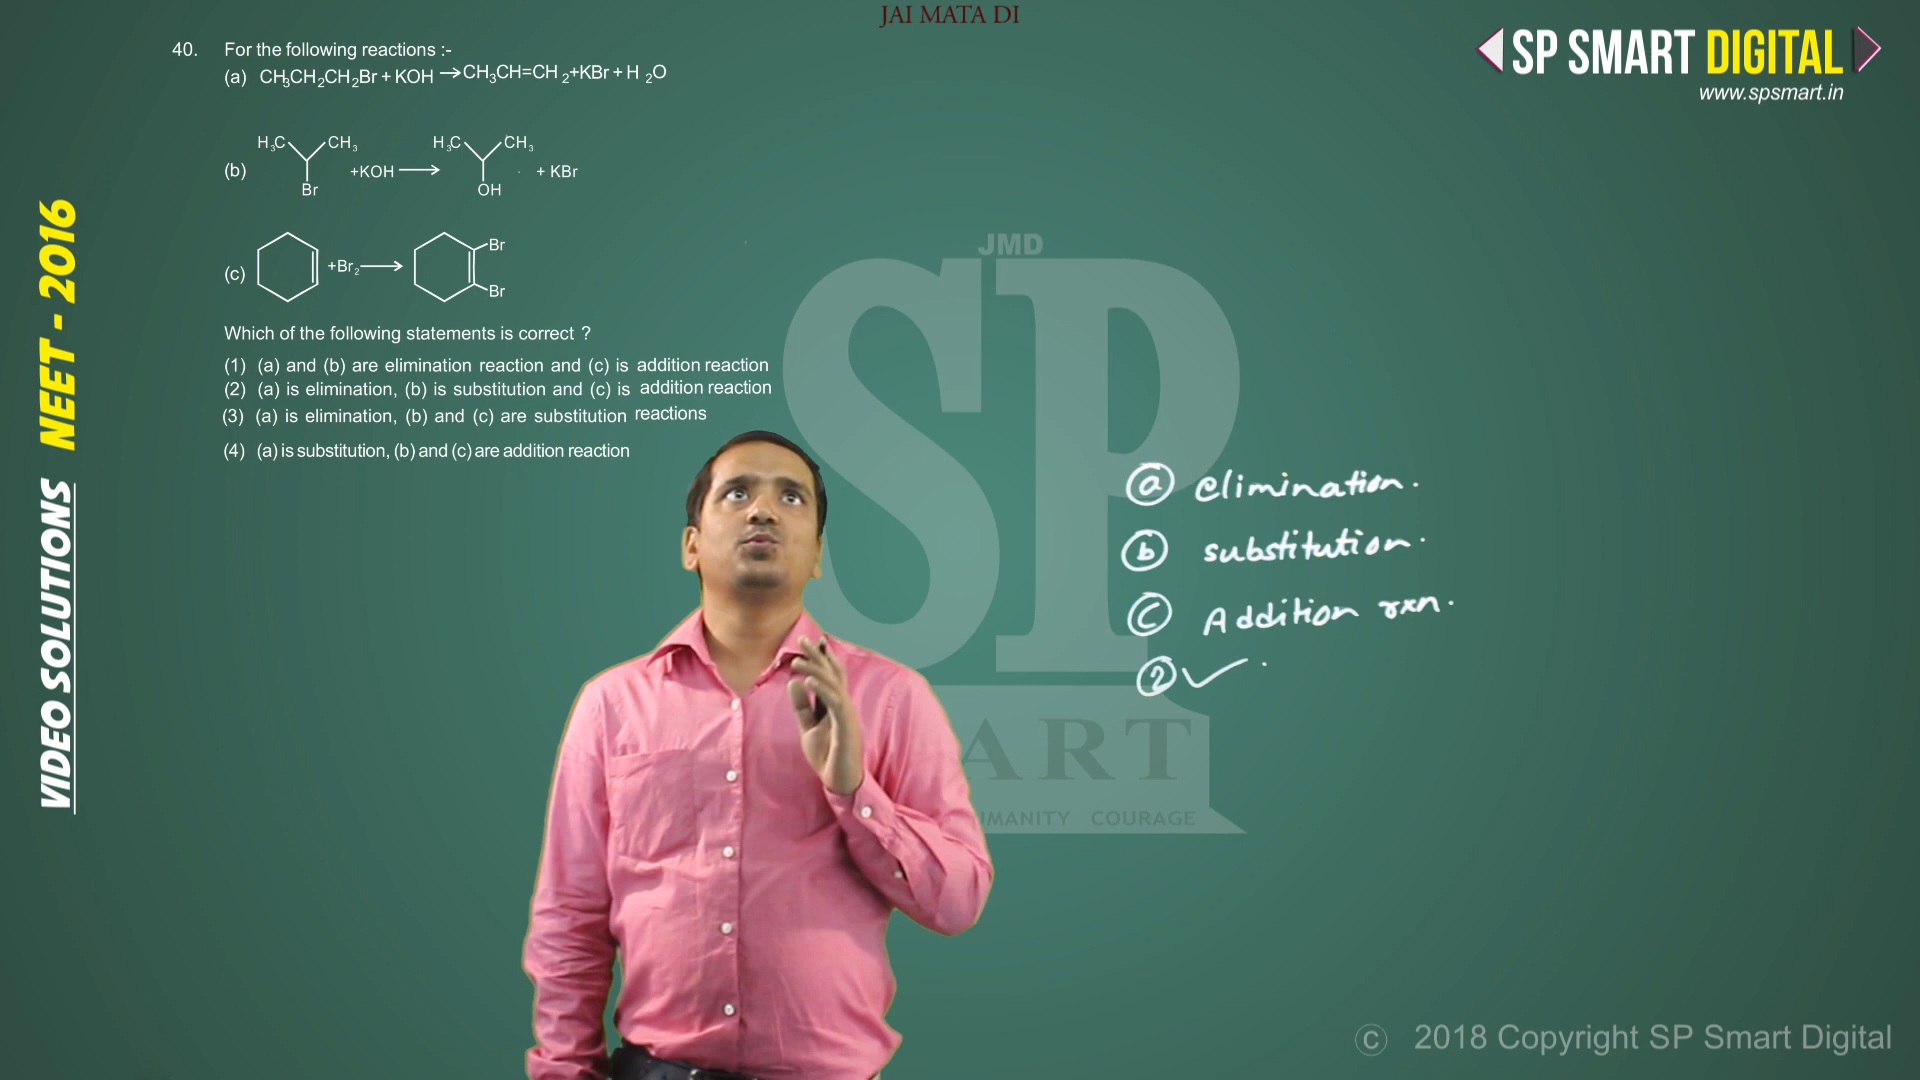 JAI MATA DI
SP SMART DIGITAL
www.spsmart.in
VIDEO SOLUTIONS NEET - 2016
40. For the following reactions :-
(a) CH₃CH₂CH₂Br + KOH → CH₃CH=CH₂+KBr + H₂O
H₃C CH₃ H₃C CH₃
(b) +KOH → + KBr
Br OH
Br
(c) +Br₂ →
Br
Which of the following statements is correct ?
(1) (a) and (b) are elimination reaction and (c) is addition reaction
(2) (a) is elimination, (b) is substitution and (c) is addition reaction
(3) (a) is elimination, (b) and (c) are substitution reactions
(4) (a) is substitution, (b) and (c) are addition reaction
JMD
SP
ART
UMANITY COURAGE
ⓐ elimination.
ⓑ substitution.
ⓒ Addition rxn.
② ✓.
© 2018 Copyright SP Smart Digital